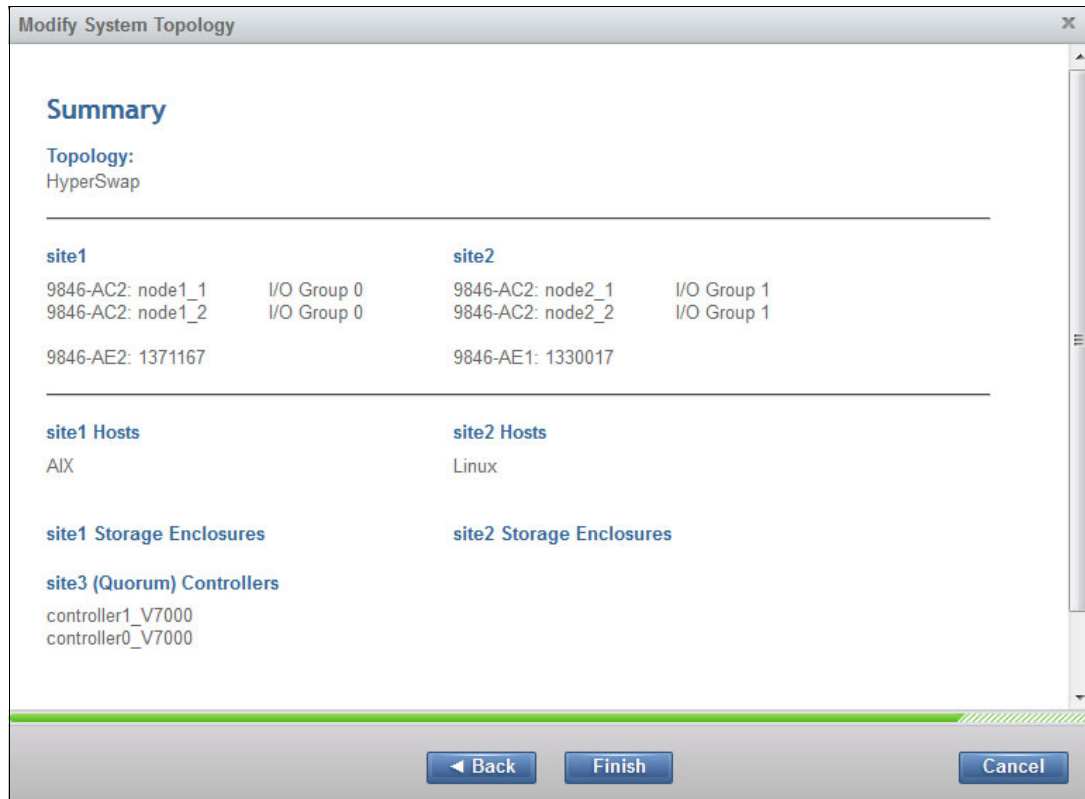 Modify System Topology x
Summary
Topology:
HyperSwap
site1 site2
9846-AC2: node1_1 I/O Group 0 9846-AC2: node2_1 I/O Group 1
9846-AC2: node1_2 I/O Group 0 9846-AC2: node2_2 I/O Group 1
9846-AE2: 1371167 9846-AE1: 1330017
site1 Hosts site2 Hosts
AIX Linux
site1 Storage Enclosures site2 Storage Enclosures
site3 (Quorum) Controllers
controller1_V7000
controller0_V7000
◄ Back Finish Cancel